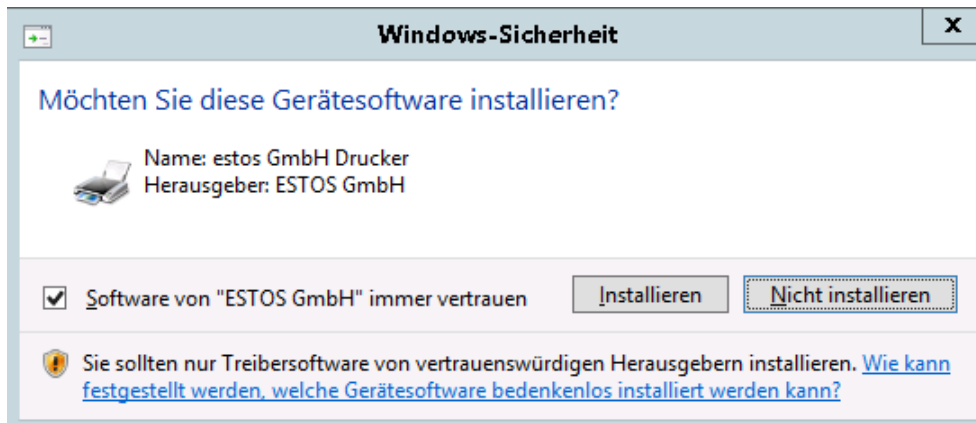 Windows-Sicherheit
x
Möchten Sie diese Gerätesoftware installieren?
Name: estos GmbH Drucker
Herausgeber: ESTOS GmbH
Software von "ESTOS GmbH" immer vertrauen
Installieren
Nicht installieren
Sie sollten nur Treibersoftware von vertrauenswürdigen Herausgebern installieren. Wie kann
festgestellt werden, welche Gerätesoftware bedenkenlos installiert werden kann?